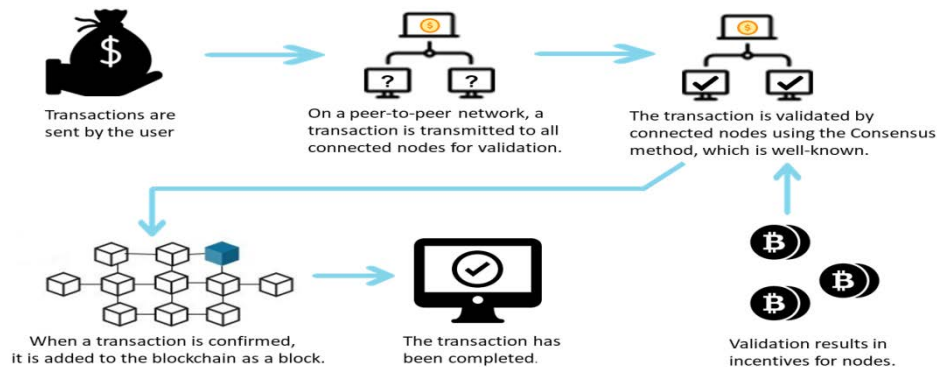 $
Transactions are
sent by the user
$
? ?
On a peer-to-peer network, a
transaction is transmitted to all
connected nodes for validation.
$
The transaction is validated by
connected nodes using the Consensus
method, which is well-known.
When a transaction is confirmed,
it is added to the blockchain as a block.
The transaction has
been completed.
₿
₿
₿
Validation results in
incentives for nodes.